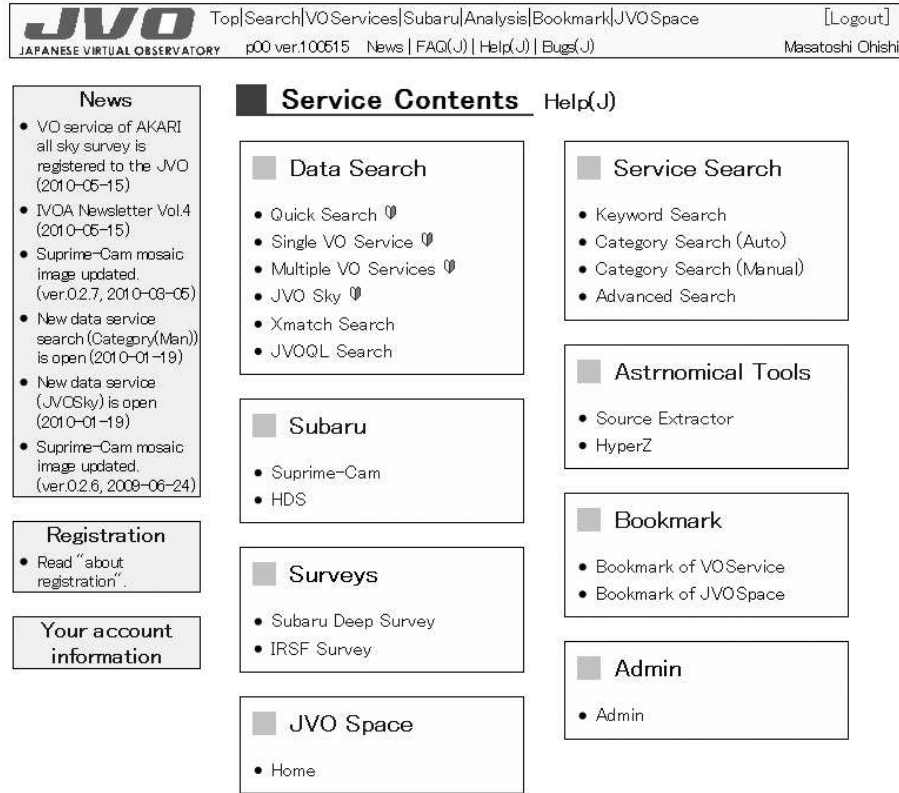 JVO
JAPANESE VIRTUAL OBSERVATORY
Top|Search|VOServices|Subaru|Analysis|Bookmark|JVOSpace
[Logout]
p00 ver.100515 News | FAQ(J) | Help(J) | Bugs(J)
Masatoshi Ohishi
News
• VO service of AKARI
all sky survey is
registered to the JVO
(2010-05-15)
• IVOA Newsletter Vol.4
(2010-05-15)
• Suprime-Cam mosaic
image updated.
(ver.0.2.7, 2010-03-05)
• New data service
search (Category(Man))
is open (2010-01-19)
• New data service
(JVOSky) is open
(2010-01-19)
• Suprime-Cam mosaic
image updated.
(ver.0.2.6, 2009-06-24)
Registration
• Read "about
registration".
Your account
information
Service Contents Help(J)
Data Search
• Quick Search
• Single VO Service
• Multiple VO Services
• JVO Sky
• Xmatch Search
• JVOQL Search
Subaru
• Suprime-Cam
• HDS
Surveys
• Subaru Deep Survey
• IRSF Survey
JVO Space
• Home
Service Search
• Keyword Search
• Category Search (Auto)
• Category Search (Manual)
• Advanced Search
Astrnomical Tools
• Source Extractor
• HyperZ
Bookmark
• Bookmark of VOService
• Bookmark of JVOSpace
Admin
• Admin